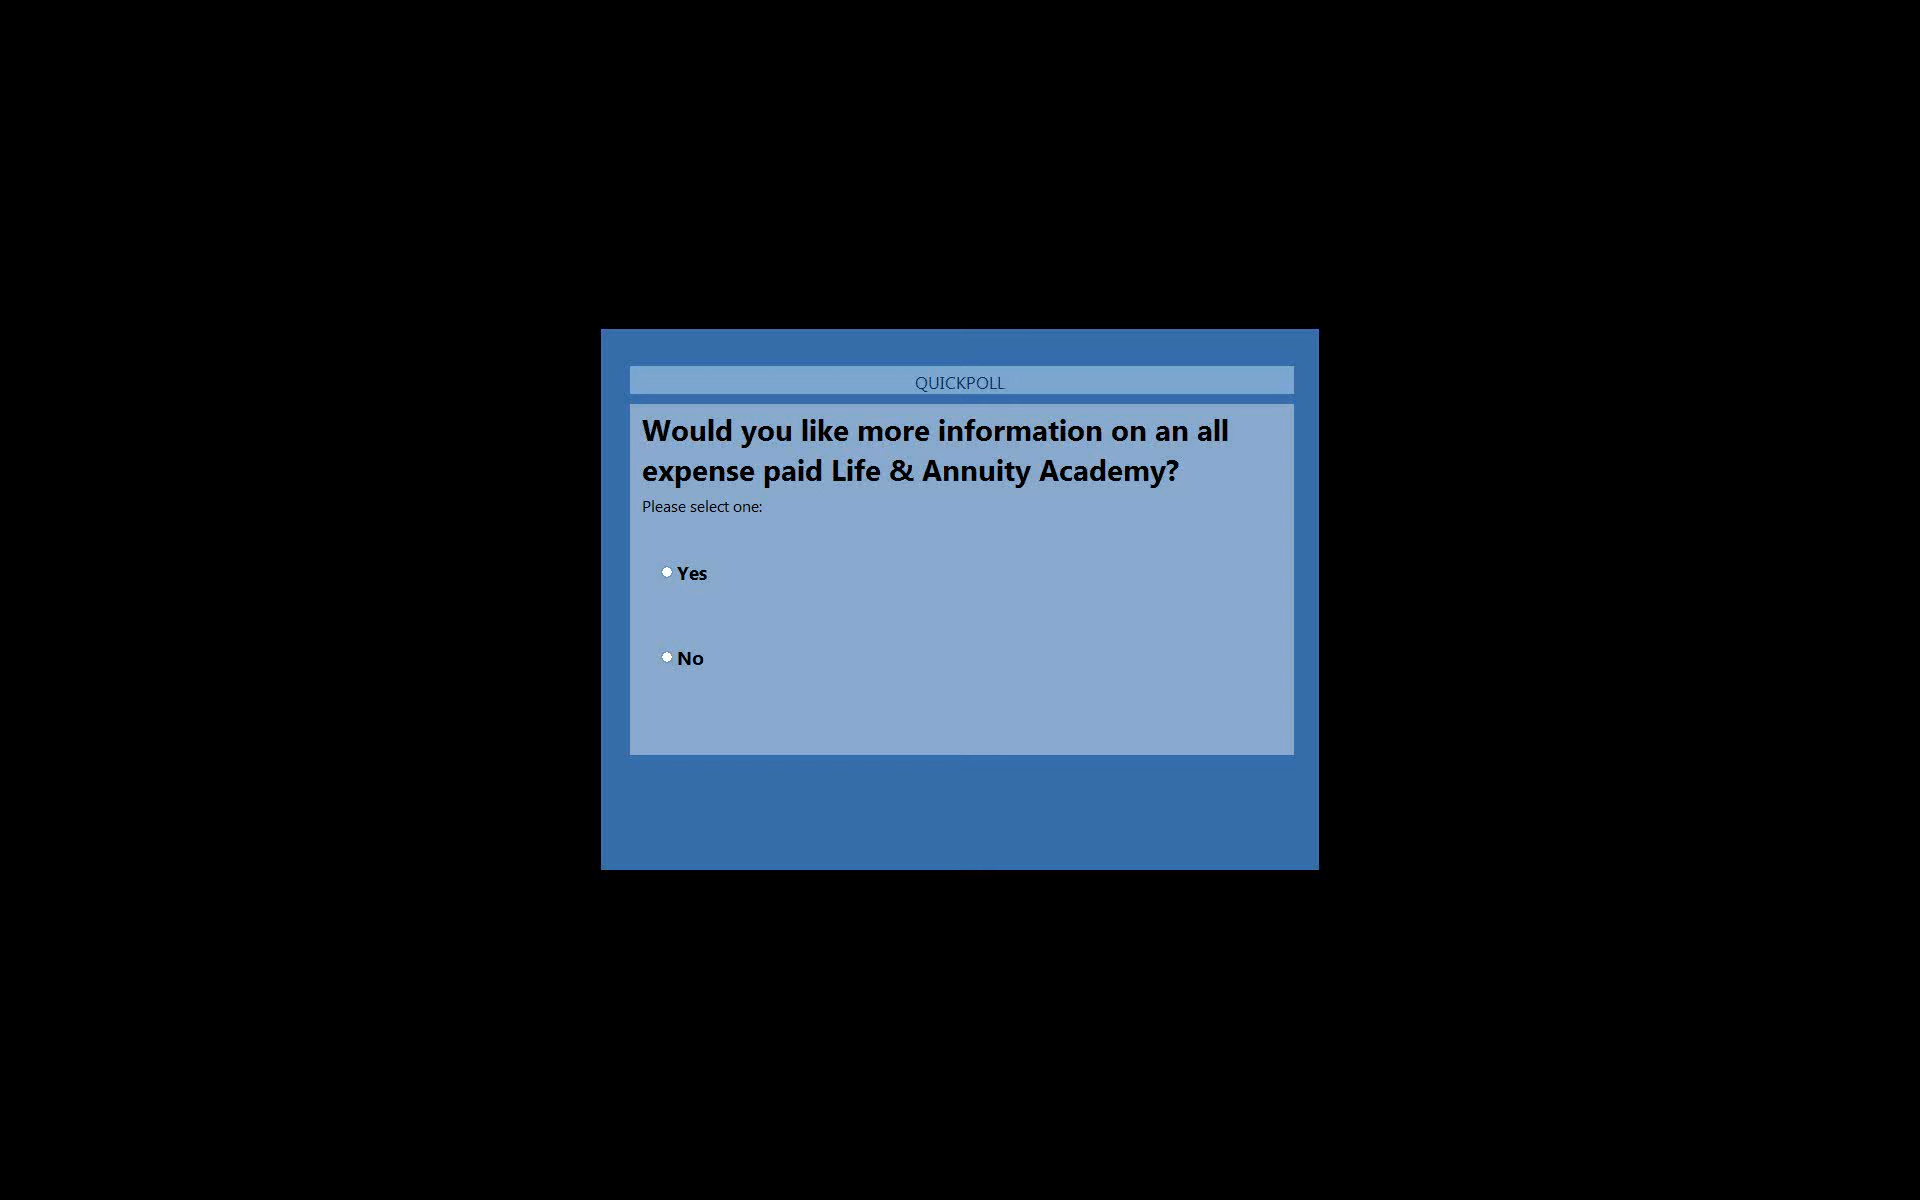 QUICKPOLL
Would you like more information on an all
expense paid Life & Annuity Academy?
Please select one:
Yes
No